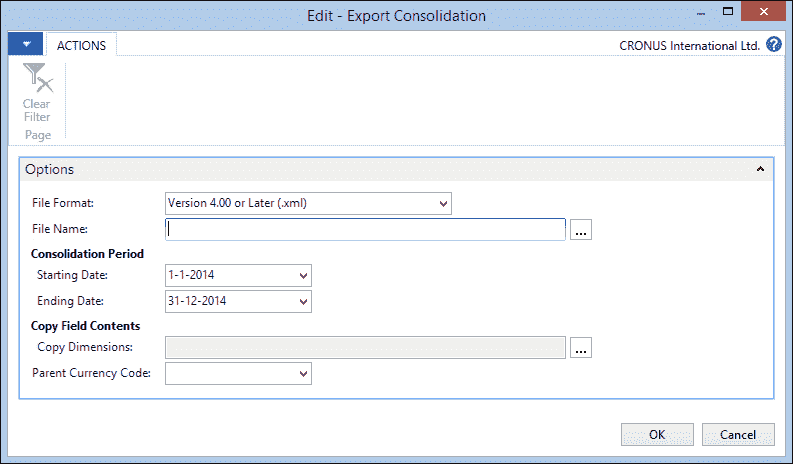 Edit - Export Consolidation
ACTIONS
CRONUS International Ltd.
Clear
Filter
Page
Options
File Format: Version 4.00 or Later (.xml)
File Name: ...
Consolidation Period
Starting Date: 1-1-2014
Ending Date: 31-12-2014
Copy Field Contents
Copy Dimensions: ...
Parent Currency Code:
OK Cancel